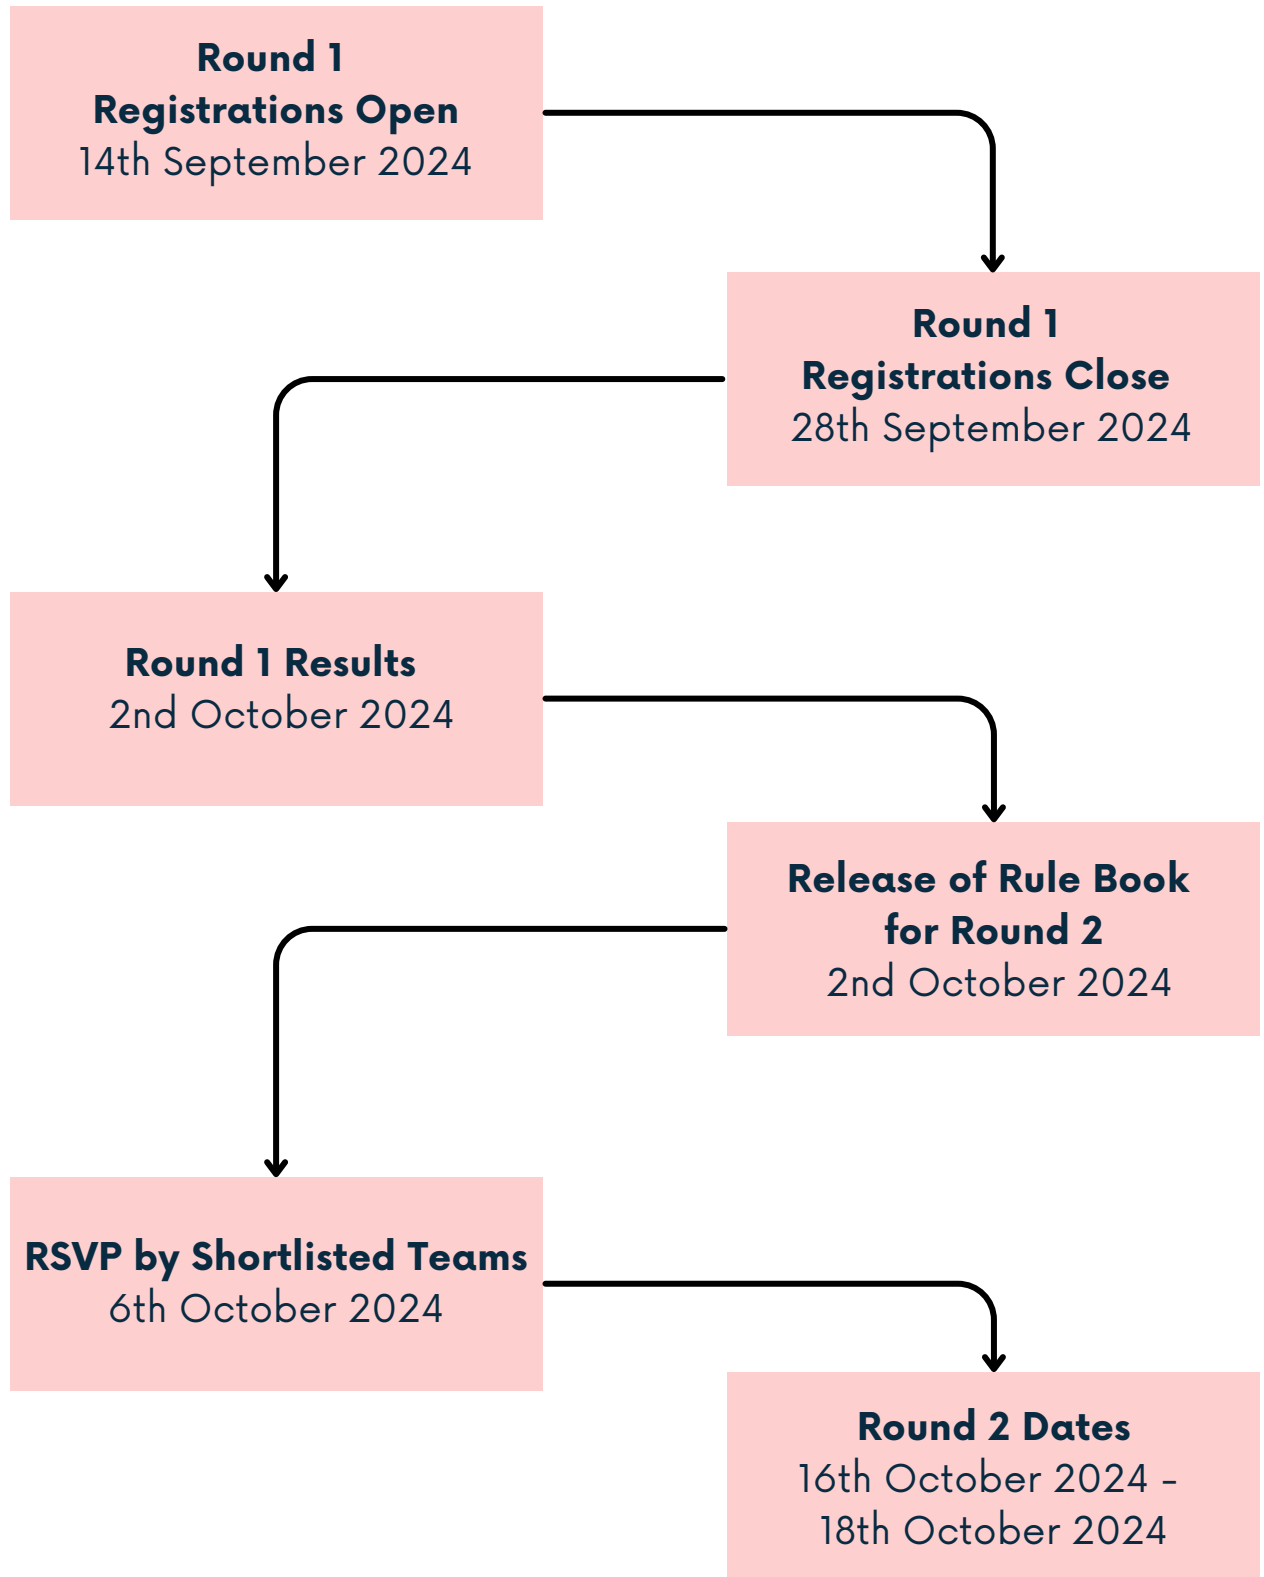 Round 1
Registrations Open
14th September 2024
Round 1
Registrations Close
28th September 2024
Round 1 Results
2nd October 2024
Release of Rule Book
for Round 2
2nd October 2024
RSVP by Shortlisted Teams
6th October 2024
Round 2 Dates
16th October 2024 -
18th October 2024